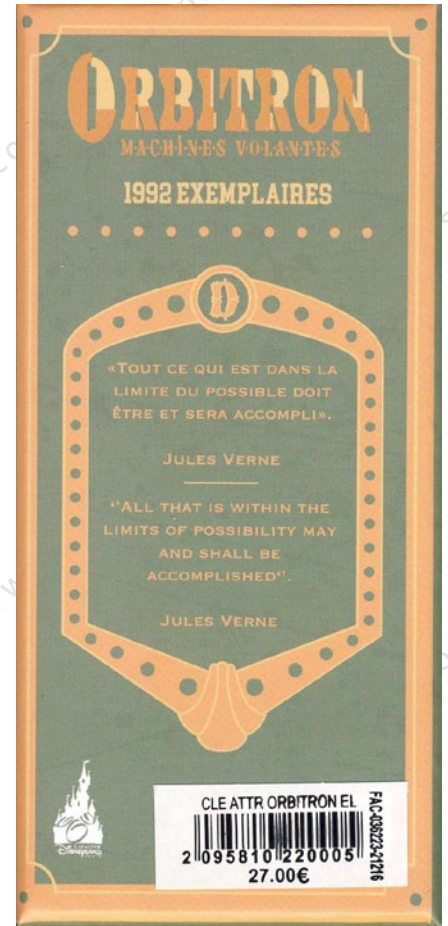 ORBITRON
MACHINES VOLANTES
1992 EXEMPLAIRES
D
«TOUT CE QUI EST DANS LA
LIMITE DU POSSIBLE DOIT
ÊTRE ET SERA ACCOMPLI».
JULES VERNE
“ALL THAT IS WITHIN THE
LIMITS OF POSSIBILITY MAY
AND SHALL BE
ACCOMPLISHED“.
JULES VERNE
DISNEYLAND
CLE ATTR ORBITRON EL
FAC-036223-21216
2 095810 220005
27.00€